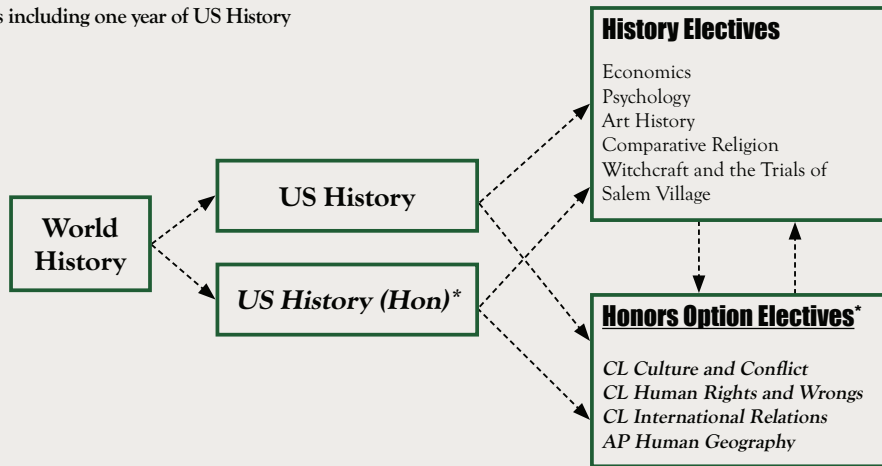 s including one year of US History
World
History
US History
US History (Hon)*
History Electives
Economics
Psychology
Art History
Comparative Religion
Witchcraft and the Trials of
Salem Village
Honors Option Electives*
CL Culture and Conflict
CL Human Rights and Wrongs
CL International Relations
AP Human Geography